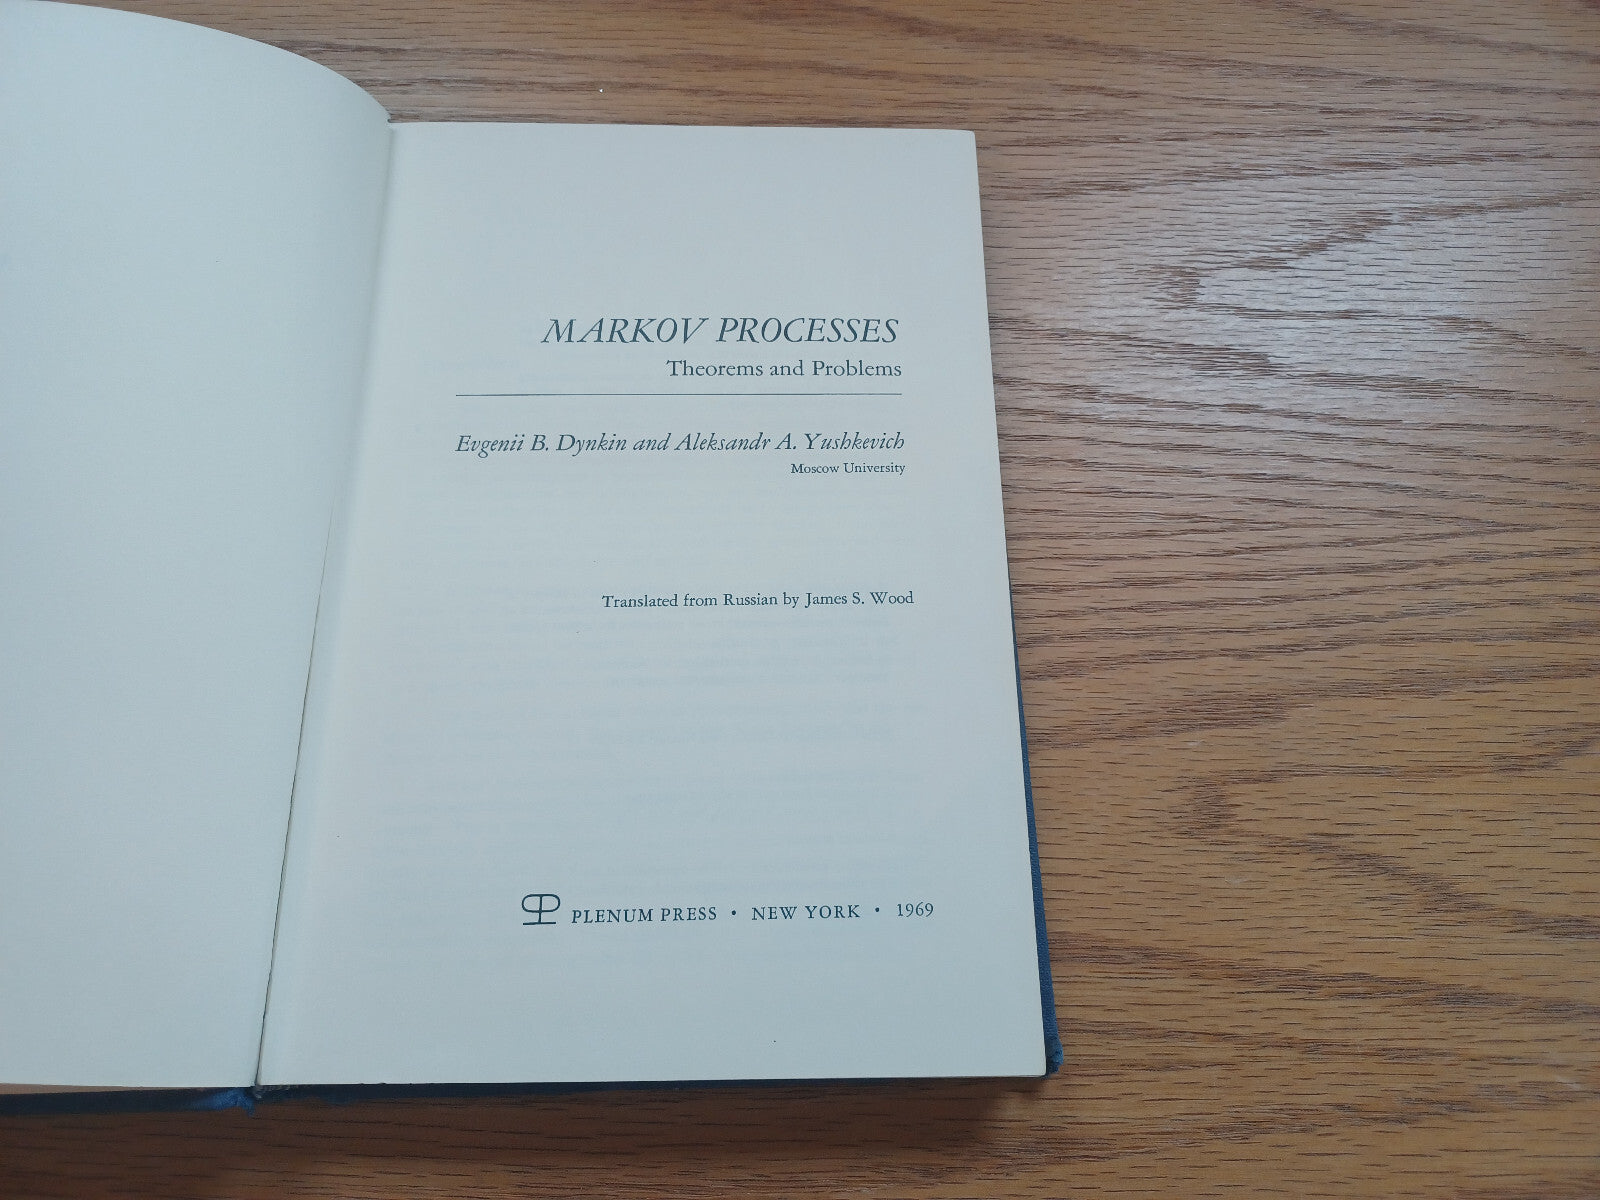 MARKOV PROCESSES
Theorems and Problems
Evgenii B. Dynkin and Aleksandr A. Yushkevich
Moscow University
Translated from Russian by James S. Wood
PLENUM PRESS • NEW YORK • 1969